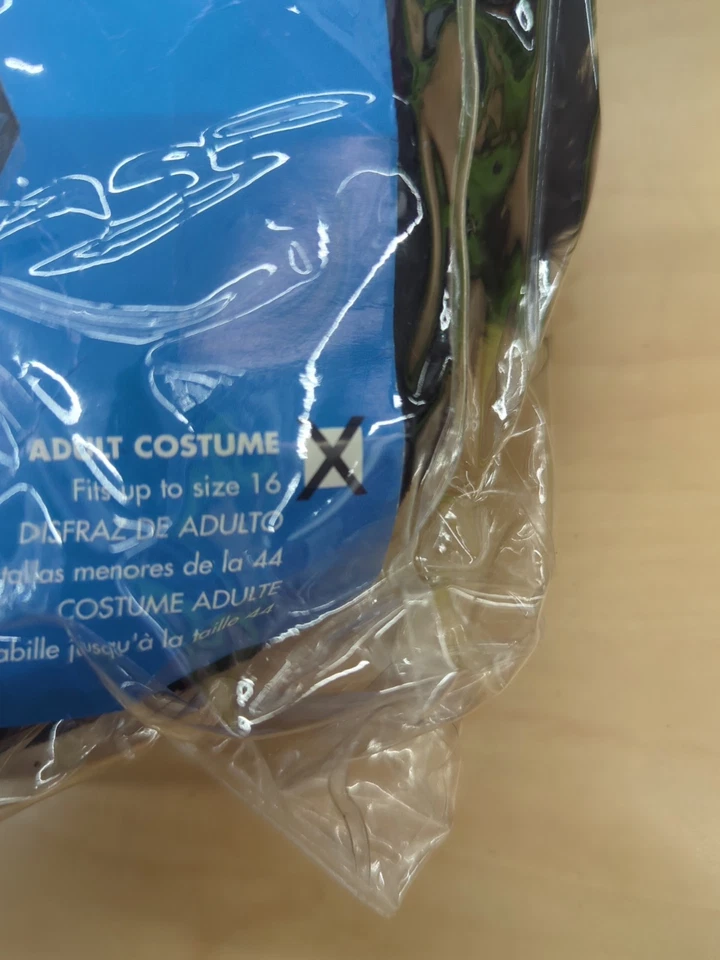 ADULT COSTUME X
Fits up to size 16
DISFRAZ DE ADULTO
tallas menores de la 44
COSTUME ADULTE
jusqu'à la taille 44